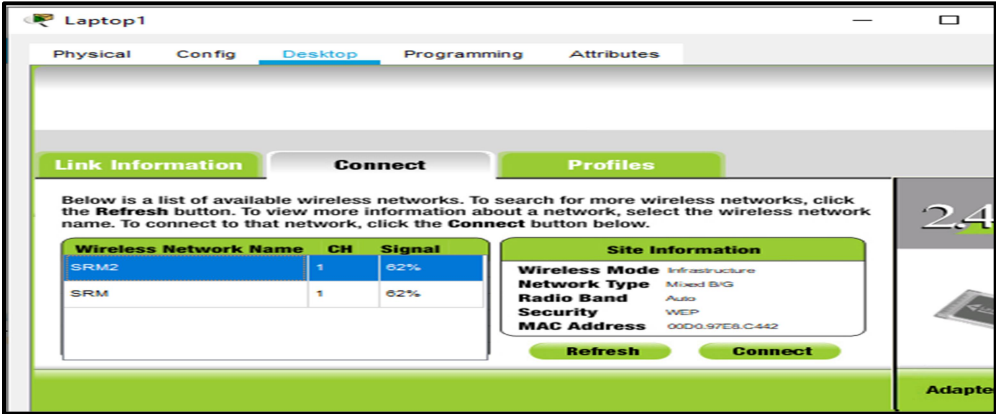 Laptop1
Physical Config Desktop Programming Attributes
Link Information Connect Profiles
Below is a list of available wireless networks. To search for more wireless networks, click
the Refresh button. To view more information about a network, select the wireless network
name. To connect to that network, click the Connect button below.
2.4
Wireless Network Name CH Signal
SRM2 1 62%
SRM 1 62%
Site Information
Wireless Mode Infrastructure
Network Type Mixed B/G
Radio Band Auto
Security WEP
MAC Address 00D0.97E8.C442
Refresh Connect
Adapte